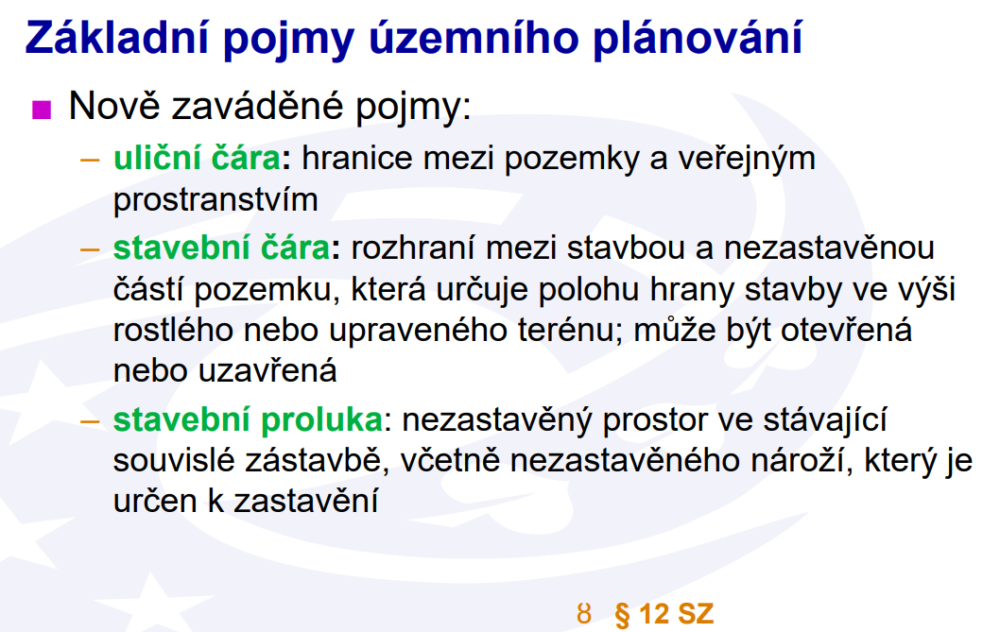 Základní pojmy územního plánování
■ Nově zaváděné pojmy:
– uliční čára: hranice mezi pozemky a veřejným
prostranstvím
– stavební čára: rozhraní mezi stavbou a nezastavěnou
částí pozemku, která určuje polohu hrany stavby ve výši
rostlého nebo upraveného terénu; může být otevřená
nebo uzavřená
– stavební proluka: nezastavěný prostor ve stávající
souvislé zástavbě, včetně nezastavěného nároží, který je
určen k zastavění
8 § 12 SZ